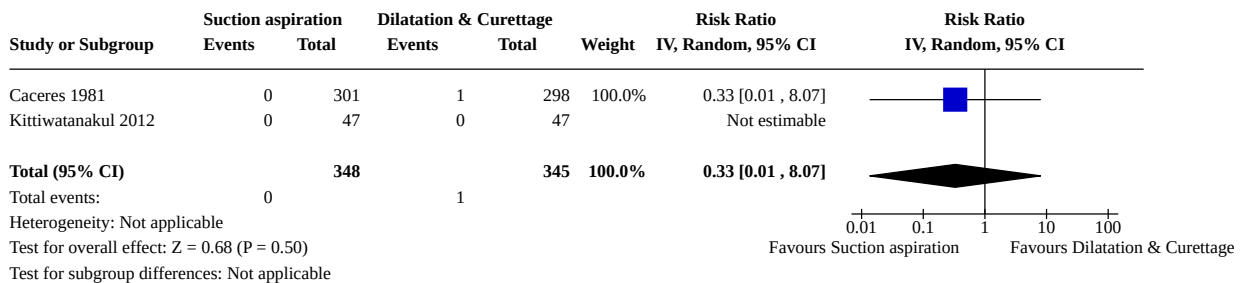 Suction aspiration Dilatation & Curettage Risk Ratio Risk Ratio
Study or Subgroup Events Total Events Total Weight IV, Random, 95% CI IV, Random, 95% CI
Caceres 1981 0 301 1 298 100.0% 0.33 [0.01 , 8.07]
Kittiwatanakul 2012 0 47 0 47 Not estimable
Total (95% CI) 348 345 100.0% 0.33 [0.01 , 8.07]
Total events: 0 1
Heterogeneity: Not applicable
0.01 0.1 1 10 100
Test for overall effect: Z = 0.68 (P = 0.50) Favours Suction aspiration Favours Dilatation & Curettage
Test for subgroup differences: Not applicable